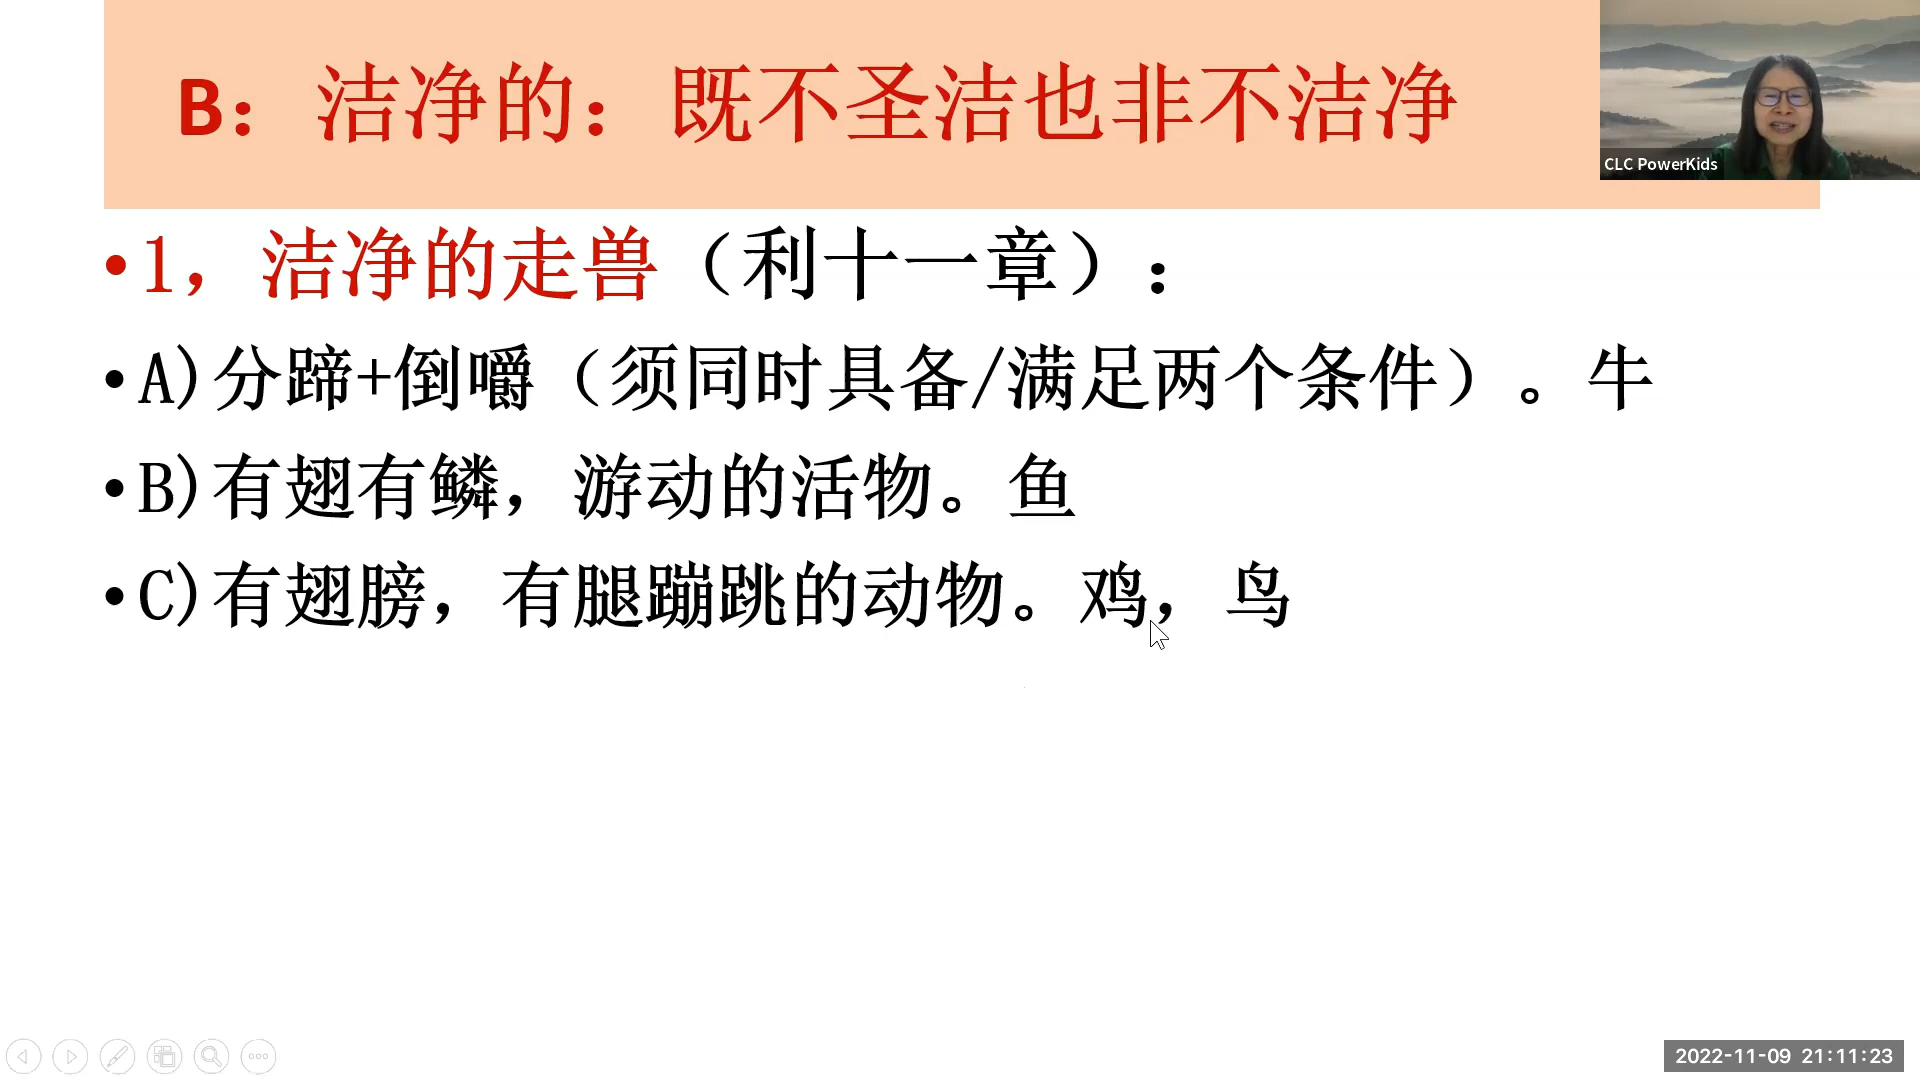 B：洁净的：既不圣洁也非不洁净
CLC PowerKids
•1，洁净的走兽（利十一章）：
•A)分蹄+倒嚼（须同时具备/满足两个条件）。牛
•B)有翅有鳞，游动的活物。鱼
•C)有翅膀，有腿蹦跳的动物。鸡，鸟
2022-11-09 21:11:23